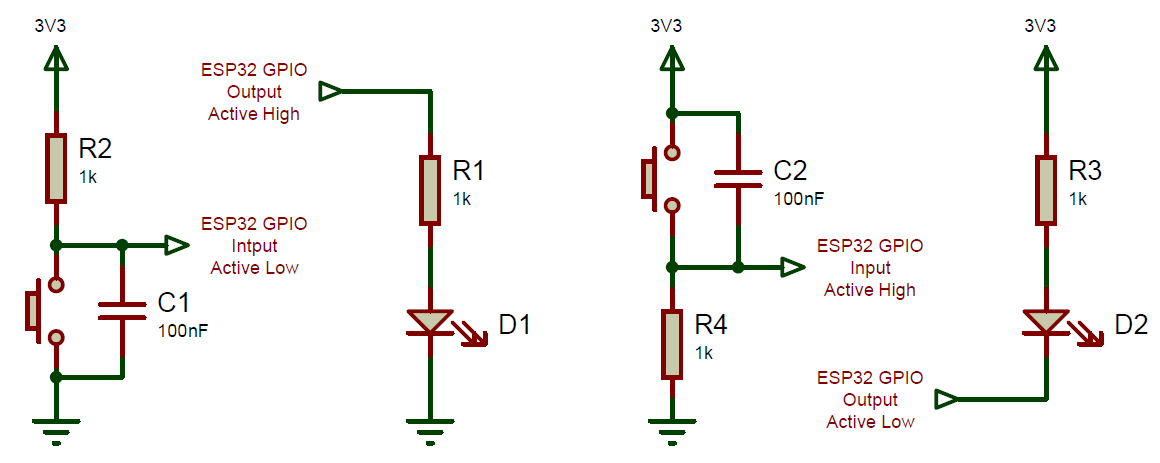 3V3
ESP32 GPIO
Output
Active High
R2
1k
R1
1k
ESP32 GPIO
Intput
Active Low
C1
100nF
D1
3V3
3V3
C2
100nF
R3
1k
ESP32 GPIO
Input
Active High
R4
1k
D2
ESP32 GPIO
Output
Active Low